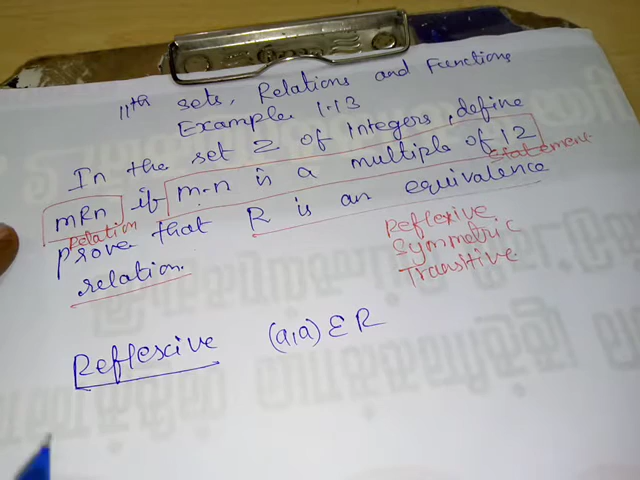 11th sets, Relations and Functions
Example 1.13
In the set Z of Integers, define
mRn if m-n is a multiple of 12
Relation
Statement
prove that R is an equivalence
relation.
Reflexive
Symmetric
Transitive
Reflexive (a,a) ε R